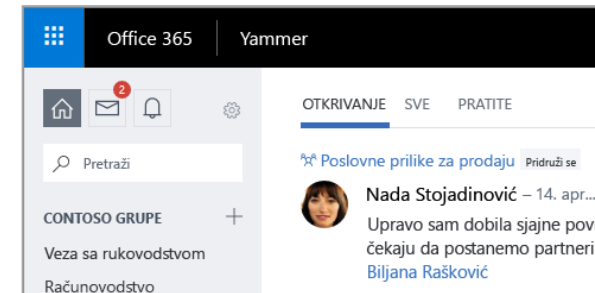 Office 365 Yammer
2
OTKRIVANJE SVE PRATITE
Pretraži
Poslovne prilike za prodaju Pridruži se
Nada Stojadinović – 14. apr...
Upravo sam dobila sjajne
čekaju da postanemo partneri
Biljana Rašković
CONTOSO GRUPE
Veza sa rukovodstvom
Računovodstvo